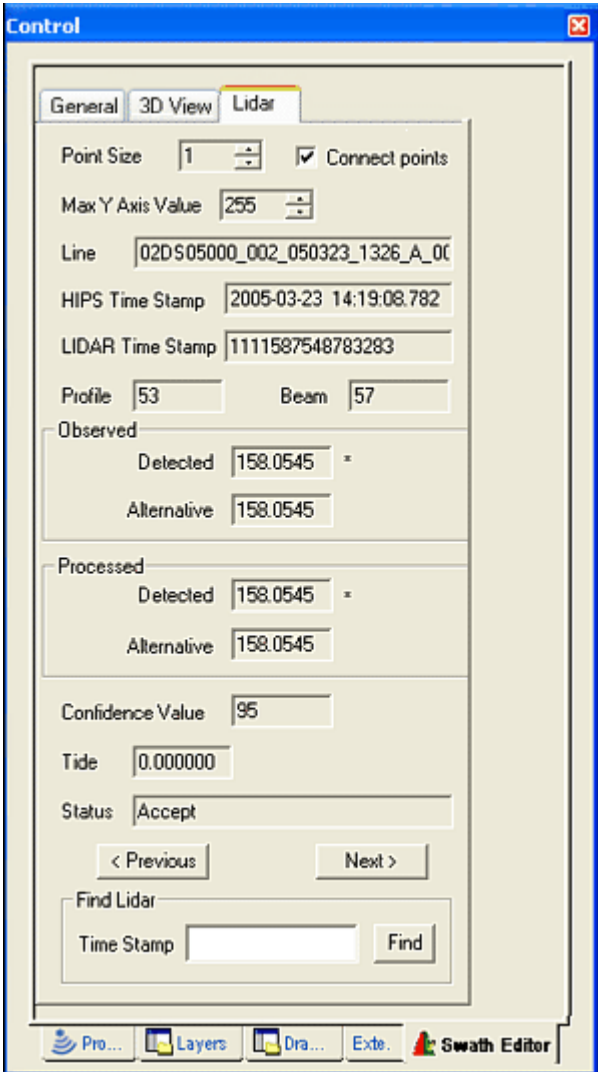 Control
General 3D View Lidar
Point Size 1 Connect points
Max Y Axis Value 255
Line 02DS05000_002_050323_1326_A_00
HIPS Time Stamp 2005-03-23 14:19:08.782
LIDAR Time Stamp 1111587548783283
Profile 53 Beam 57
Observed
Detected 158.0545 *
Alternative 158.0545
Processed
Detected 158.0545 *
Alternative 158.0545
Confidence Value 95
Tide 0.000000
Status Accept
< Previous Next >
Find Lidar
Time Stamp Find
Pro... Layers Dra... Exte. Swath Editor